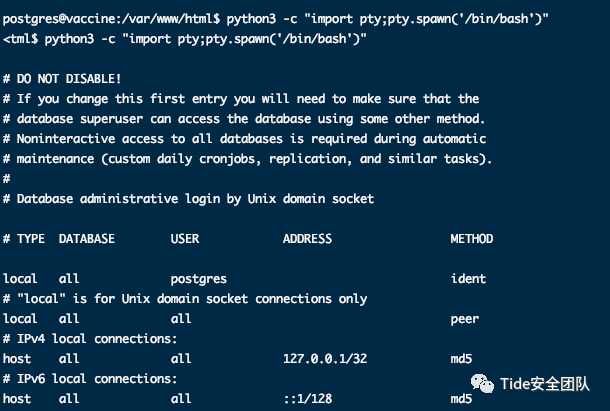 postgres@vaccine:/var/www/html$ python3 -c "import pty;pty.spawn('/bin/bash')"
<tml$ python3 -c "import pty;pty.spawn('/bin/bash')"
# DO NOT DISABLE!
# If you change this first entry you will need to make sure that the
# database superuser can access the database using some other method.
# Noninteractive access to all databases is required during automatic
# maintenance (custom daily cronjobs, replication, and similar tasks).
#
# Database administrative login by Unix domain socket
# TYPE  DATABASE        USER            ADDRESS                 METHOD
local   all             postgres                                ident
# "local" is for Unix domain socket connections only
local   all             all                                     peer
# IPv4 local connections:
host    all             all             127.0.0.1/32            md5
# IPv6 local connections:
host    all             all             ::1/128                 md5
Tide安全团队